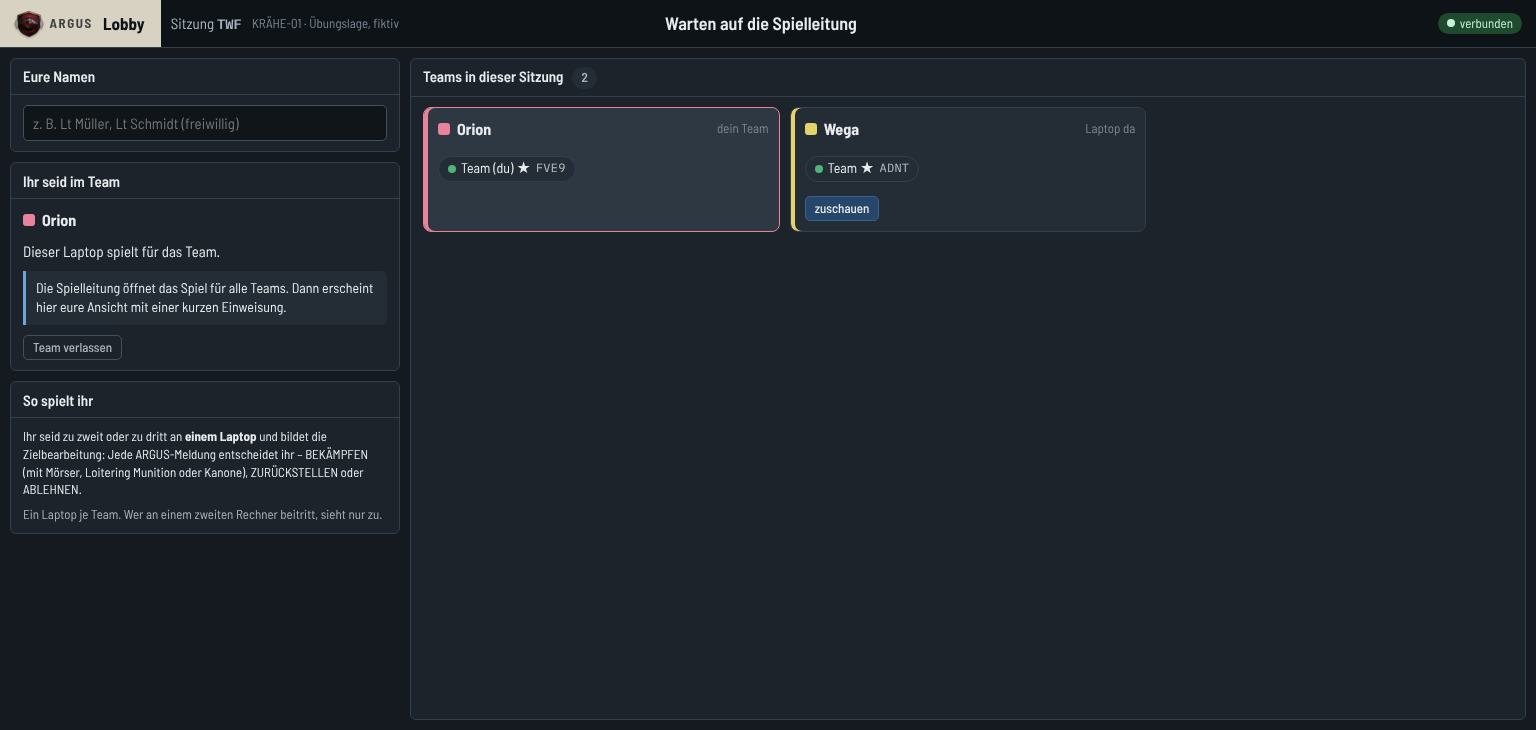 ARGUS Lobby
Sitzung TWF KRÄHE-01 · Übungslage, fiktiv
Warten auf die Spielleitung
verbunden
Eure Namen
z. B. Lt Müller, Lt Schmidt (freiwillig)
Ihr seid im Team
Orion
Dieser Laptop spielt für das Team.
Die Spielleitung öffnet das Spiel für alle Teams. Dann erscheint
hier eure Ansicht mit einer kurzen Einweisung.
Team verlassen
So spielt ihr
Ihr seid zu zweit oder zu dritt an einem Laptop und bildet die
Zielbearbeitung: Jede ARGUS-Meldung entscheidet ihr – BEKÄMPFEN
(mit Mörser, Loitering Munition oder Kanone), ZURÜCKSTELLEN oder
ABLEHNEN.
Ein Laptop je Team. Wer an einem zweiten Rechner beitritt, sieht nur zu.
Teams in dieser Sitzung 2
Orion dein Team
Team (du) ★ FVE9
Wega Laptop da
Team ★ ADNT
zuschauen